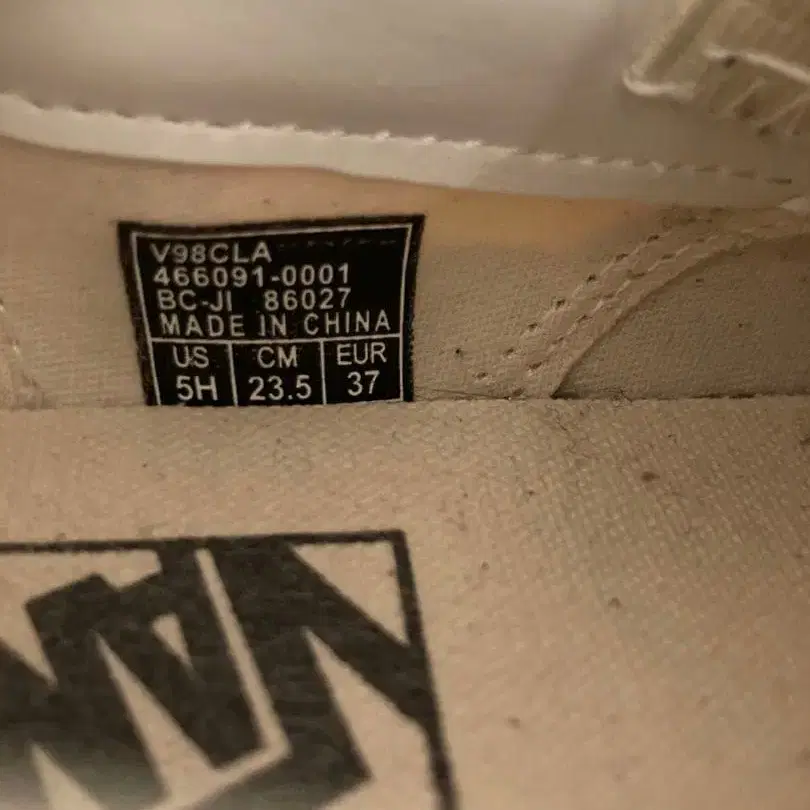 V98CLA
466091-0001
BC-JI 86027
MADE IN CHINA
US CM EUR
5H 23.5 37